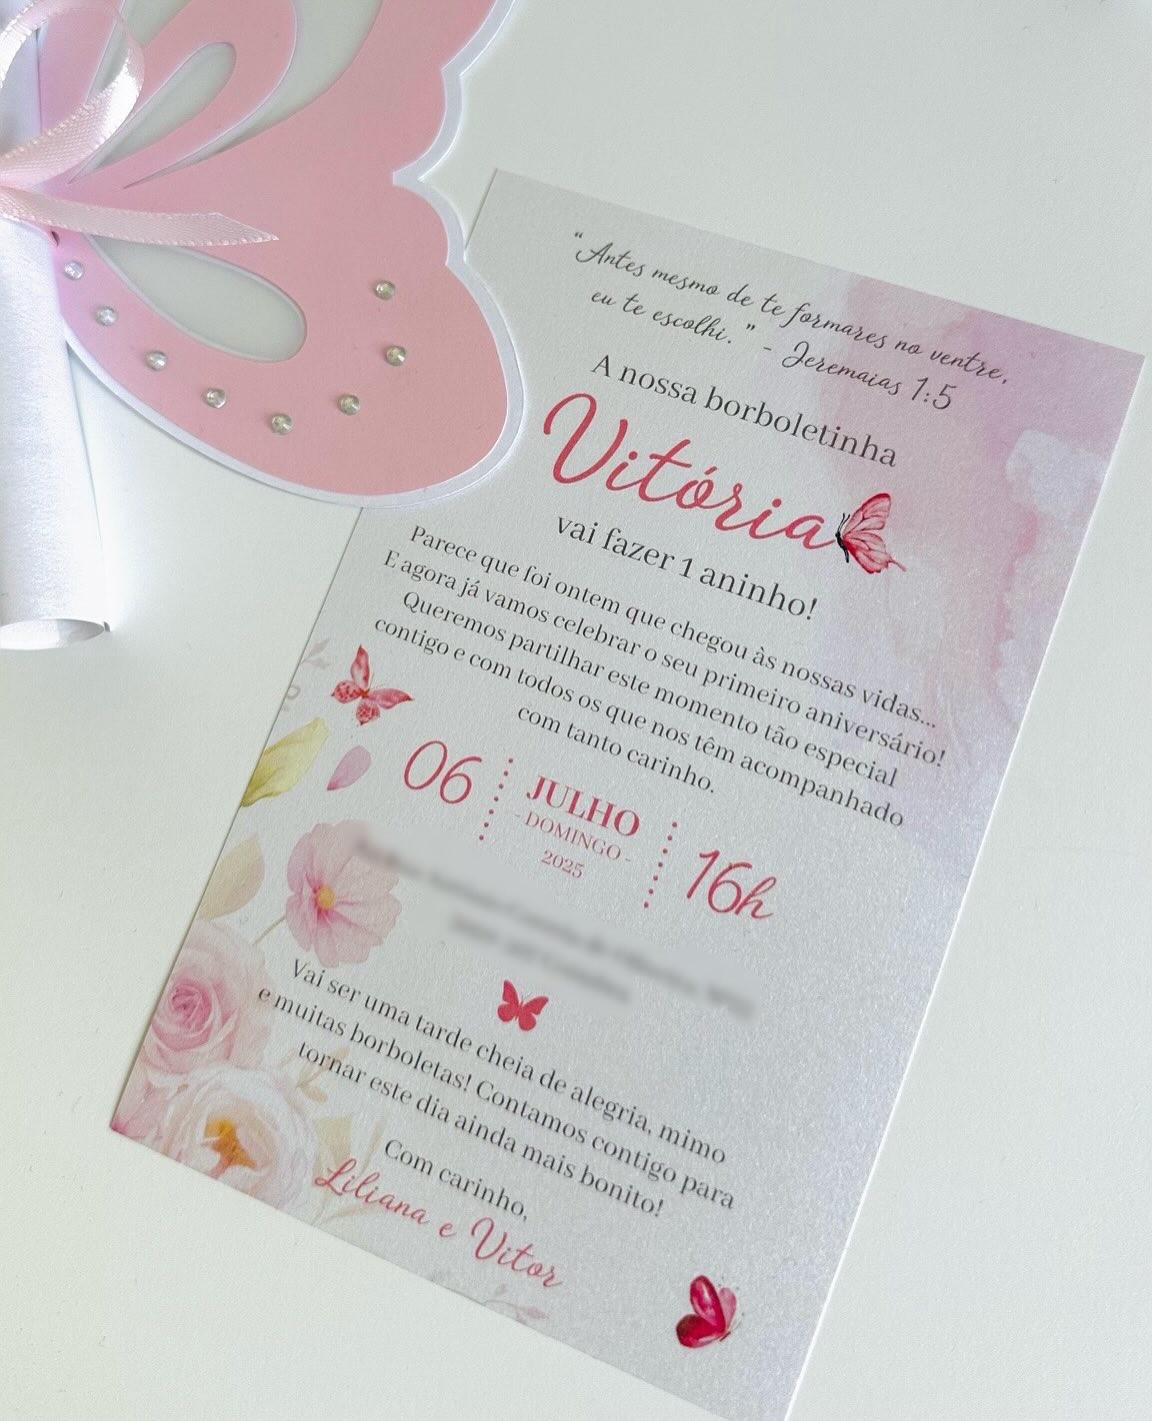 "Antes mesmo de te formares no ventre,
eu te escolhi." - Jeremaias 1:5
A nossa borboletinha
Vitória
vai fazer 1 aninho!
Parece que foi ontem que chegou às nossas vidas...
E agora já vamos celebrar o seu primeiro aniversário!
Queremos partilhar este momento tão especial
contigo e com todos os que nos têm acompanhado
com tanto carinho.
06
JULHO
- DOMINGO -
2025
16h
Vai ser uma tarde cheia de alegria, mimo
e muitas borboletas! Contamos contigo para
tornar este dia ainda mais bonito!
Com carinho,
Liliana e Vitor